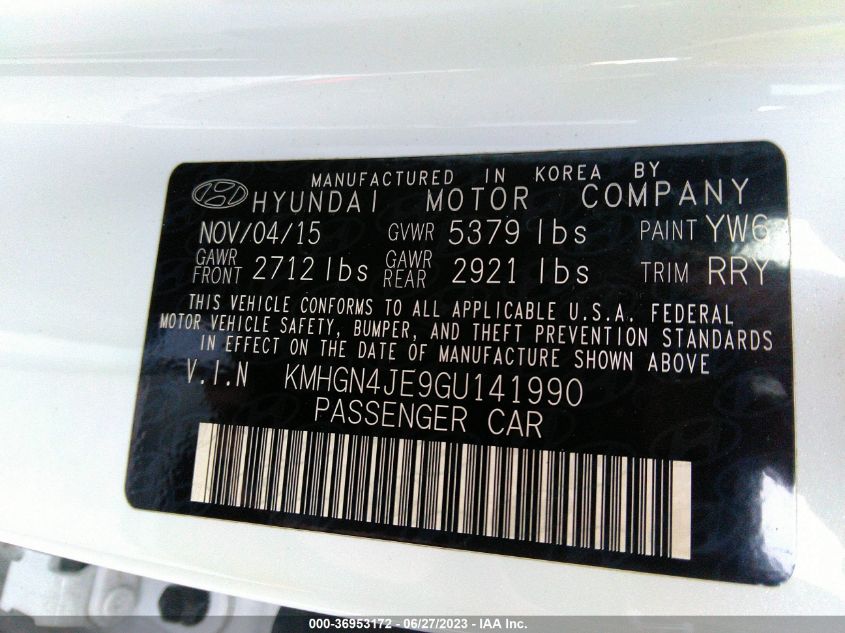 MANUFACTURED IN KOREA BY
HYUNDAI MOTOR COMPANY
NOV/04/15 GVWR 5379 lbs PAINT YW6
GAWR FRONT 2712 lbs GAWR REAR 2921 lbs TRIM RRY
THIS VEHICLE CONFORMS TO ALL APPLICABLE U.S.A. FEDERAL
MOTOR VEHICLE SAFETY, BUMPER, AND THEFT PREVENTION STANDARDS
IN EFFECT ON THE DATE OF MANUFACTURE SHOWN ABOVE
V.I.N KMHGN4JE9GU141990
PASSENGER CAR
000-36953172 - 06/27/2023 - IAA Inc.